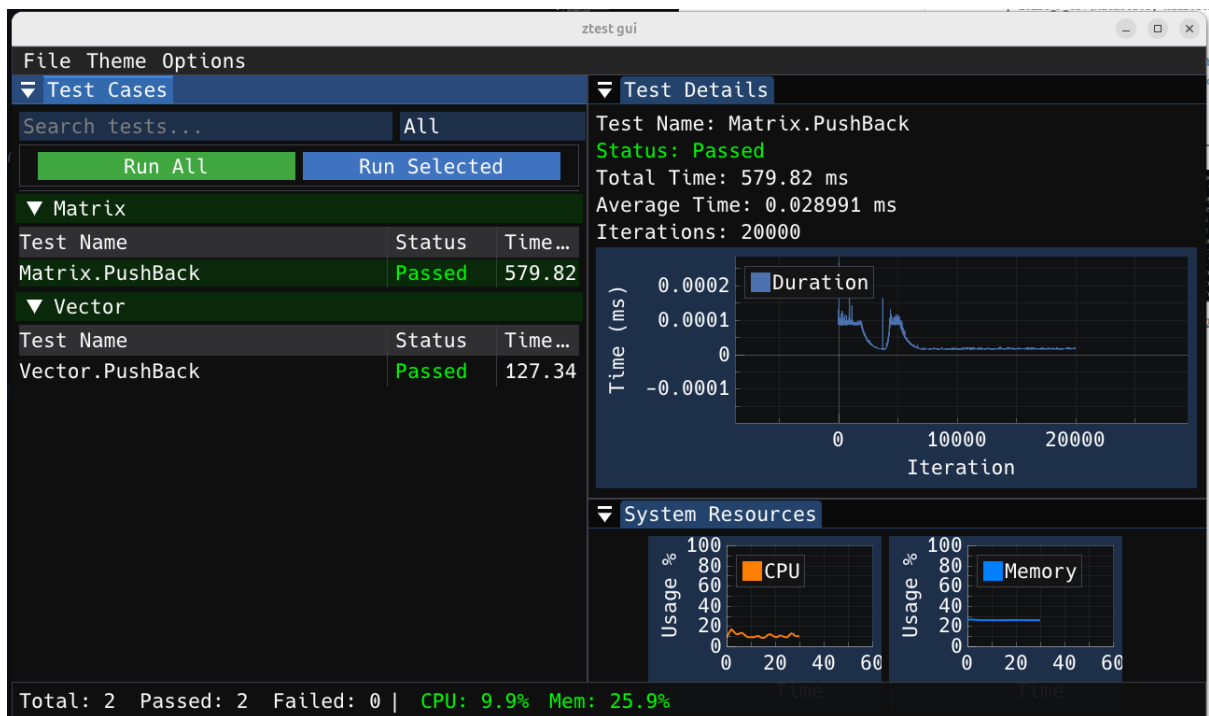 ztest gui
File Theme Options
Test Cases
Search tests...
All
Run All
Run Selected
▼ Matrix
Test Name Status Time…
Matrix.PushBack Passed 579.82
▼ Vector
Test Name Status Time…
Vector.PushBack Passed 127.34
Test Details
Test Name: Matrix.PushBack
Status: Passed
Total Time: 579.82 ms
Average Time: 0.028991 ms
Iterations: 20000
Duration
Time (ms)
0.0002
0.0001
0
-0.0001
0 10000 20000
Iteration
System Resources
Usage %
100
80
60
40
20
0
CPU
0 20 40 60
Time
Usage %
100
80
60
40
20
0
Memory
0 20 40 60
Time
Total: 2 Passed: 2 Failed: 0 | CPU: 9.9% Mem: 25.9%